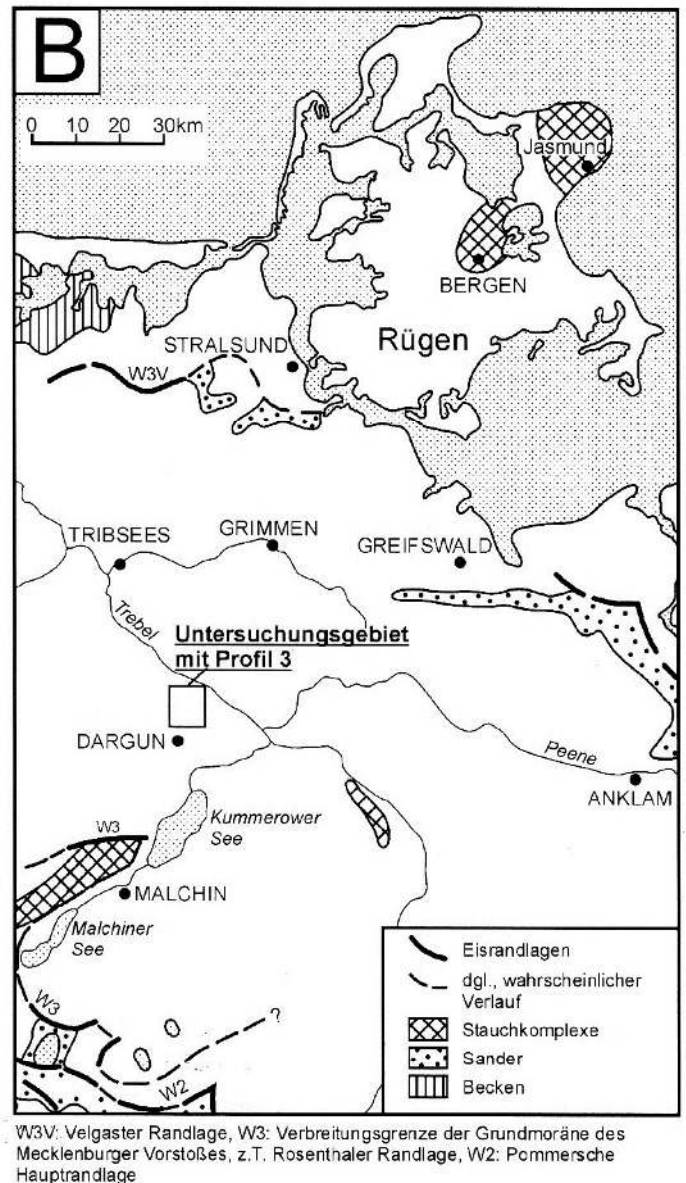 B
0 10 20 30km
Jasmund
BERGEN
Rügen
STRALSUND
W3V
TRIBSEES
GRIMMEN
GREIFSWALD
Trebel
Untersuchungsgebiet
mit Profil 3
DARGUN
Peene
ANKLAM
Kummerower
See
W3
MALCHIN
Malchiner
See
W3
?
W2
Eisrandlagen
dgl., wahrscheinlicher
Verlauf
Stauchkomplexe
Sander
Becken
W3V: Velgaster Randlage, W3: Verbreitungsgrenze der Grundmoräne des
Mecklenburger Vorstoßes, z.T. Rosenthaler Randlage, W2: Pommersche
Hauptrandlage